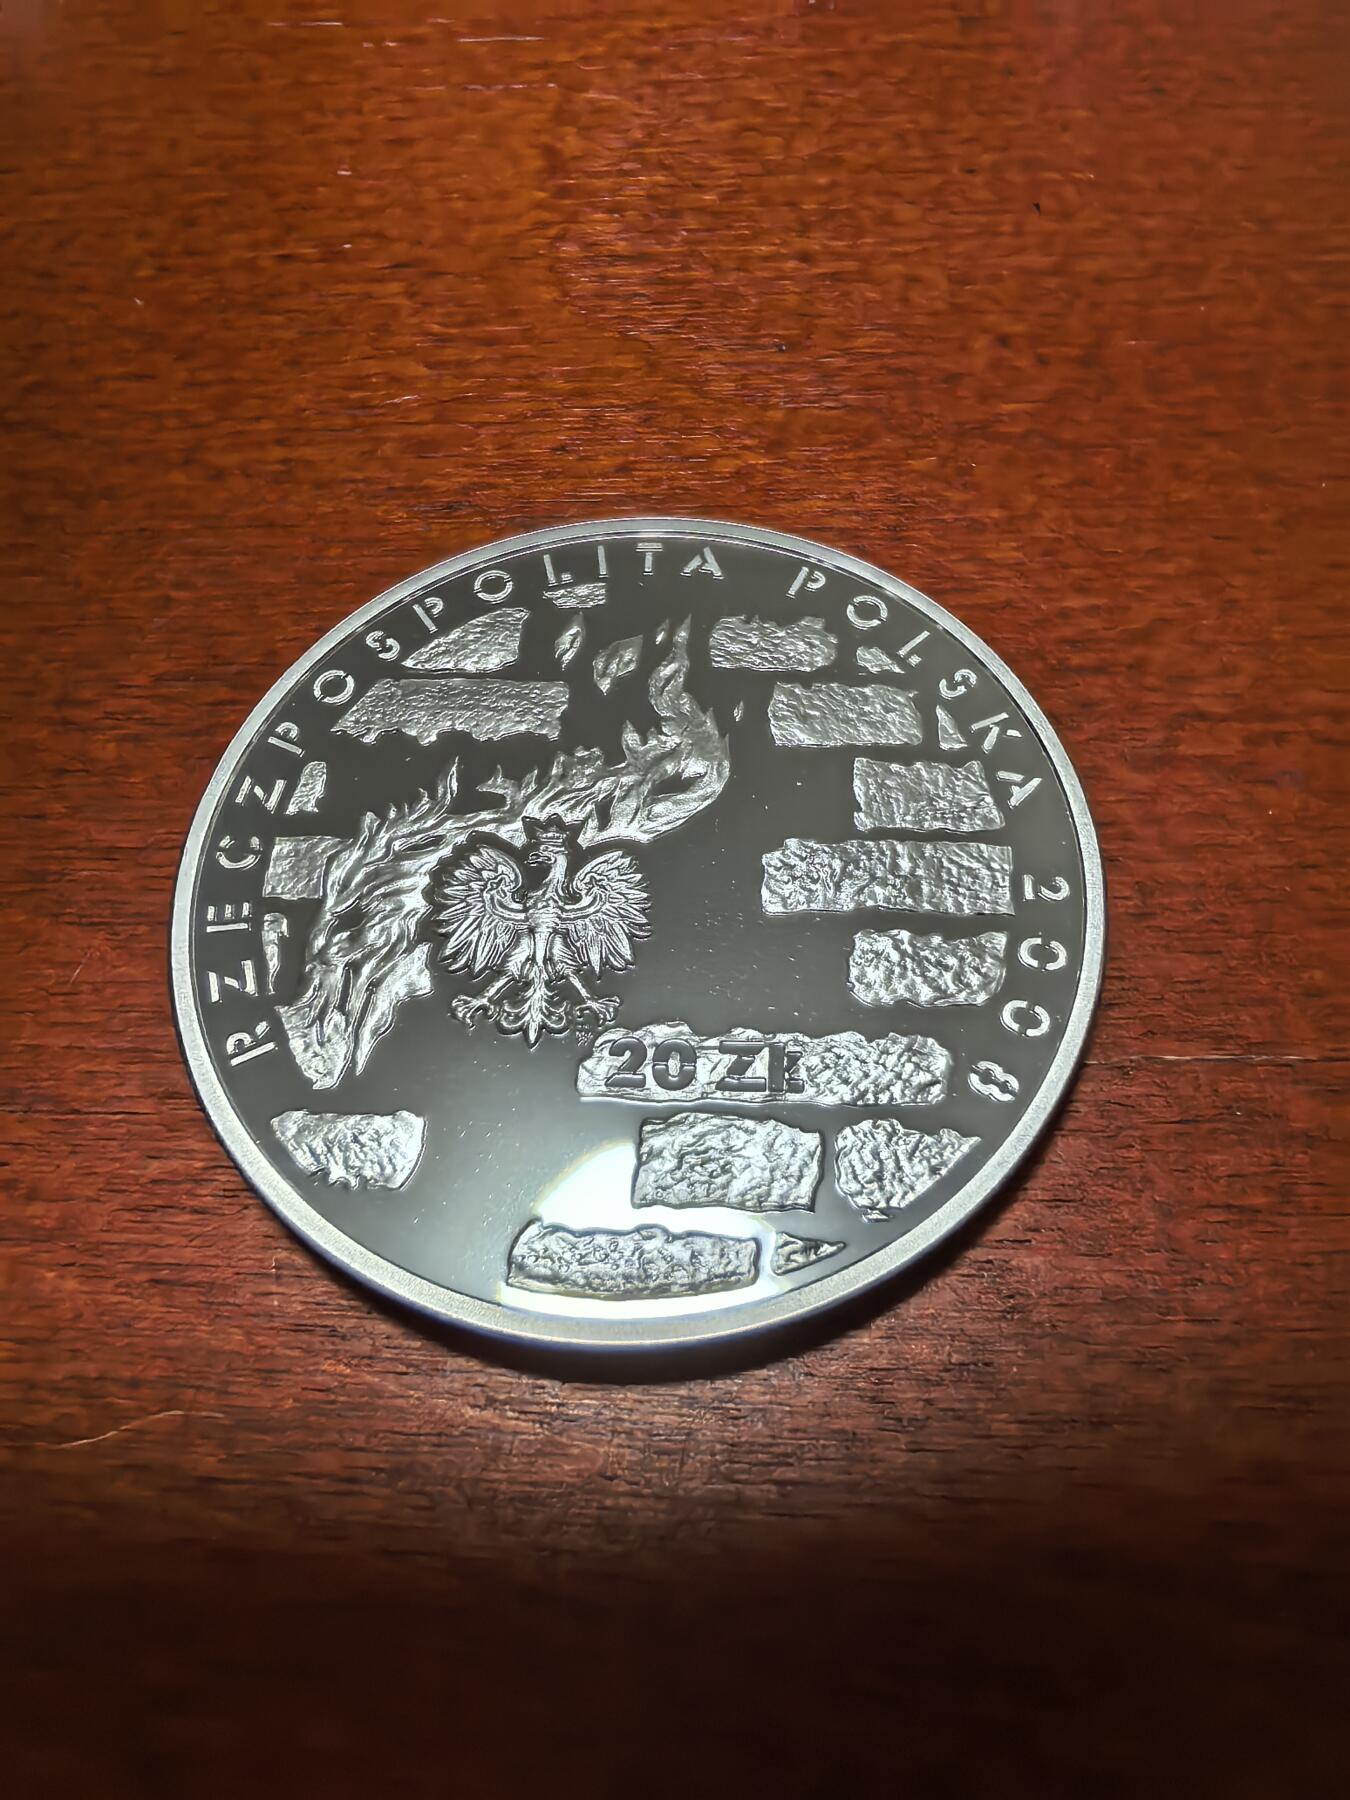 RZECZPOSPOLITA POLSKA 2008
20 ZŁ